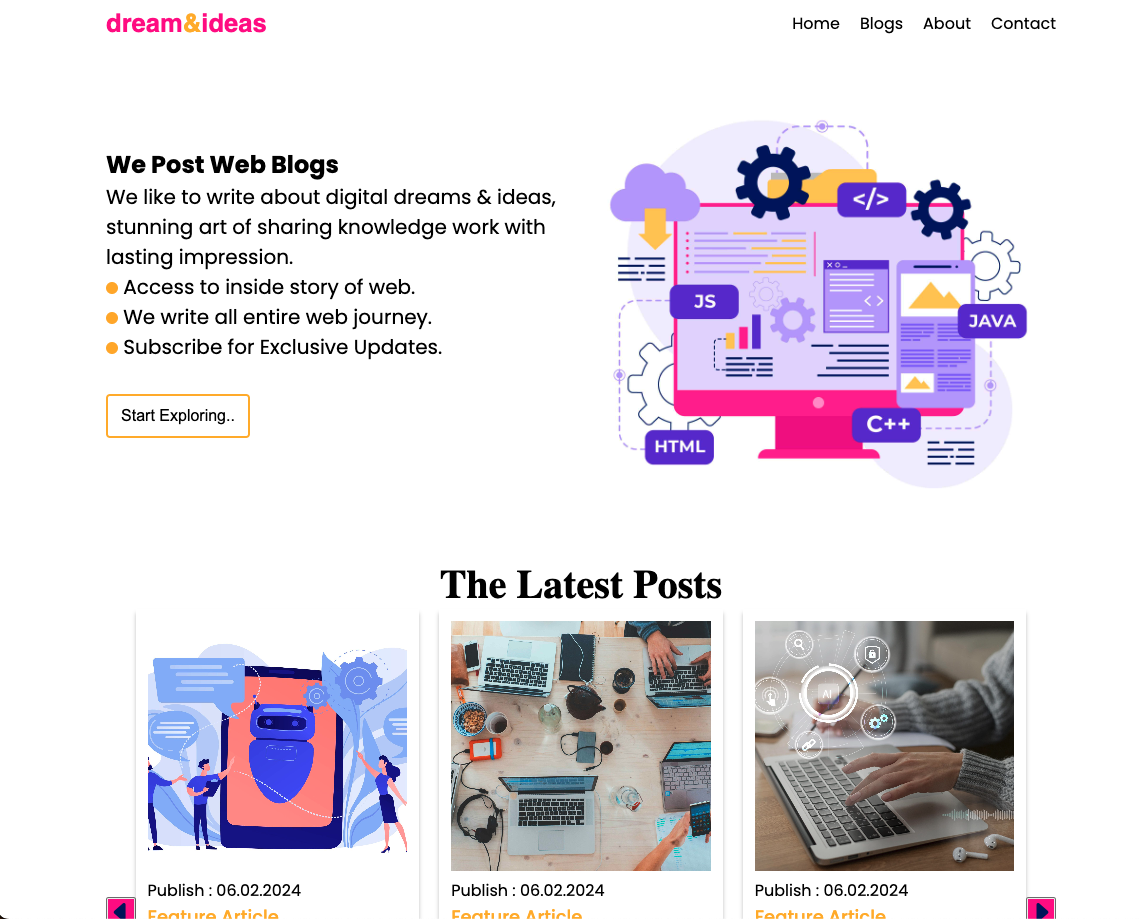 dream&ideas
Home Blogs About Contact
We Post Web Blogs
We like to write about digital dreams & ideas,
stunning art of sharing knowledge work with
lasting impression.
Access to inside story of web.
We write all entire web journey.
Subscribe for Exclusive Updates.
Start Exploring..
</>
JS
< >
JAVA
C++
HTML
The Latest Posts
AI
Publish : 06.02.2024
Feature Article
Publish : 06.02.2024
Feature Article
Publish : 06.02.2024
Feature Article